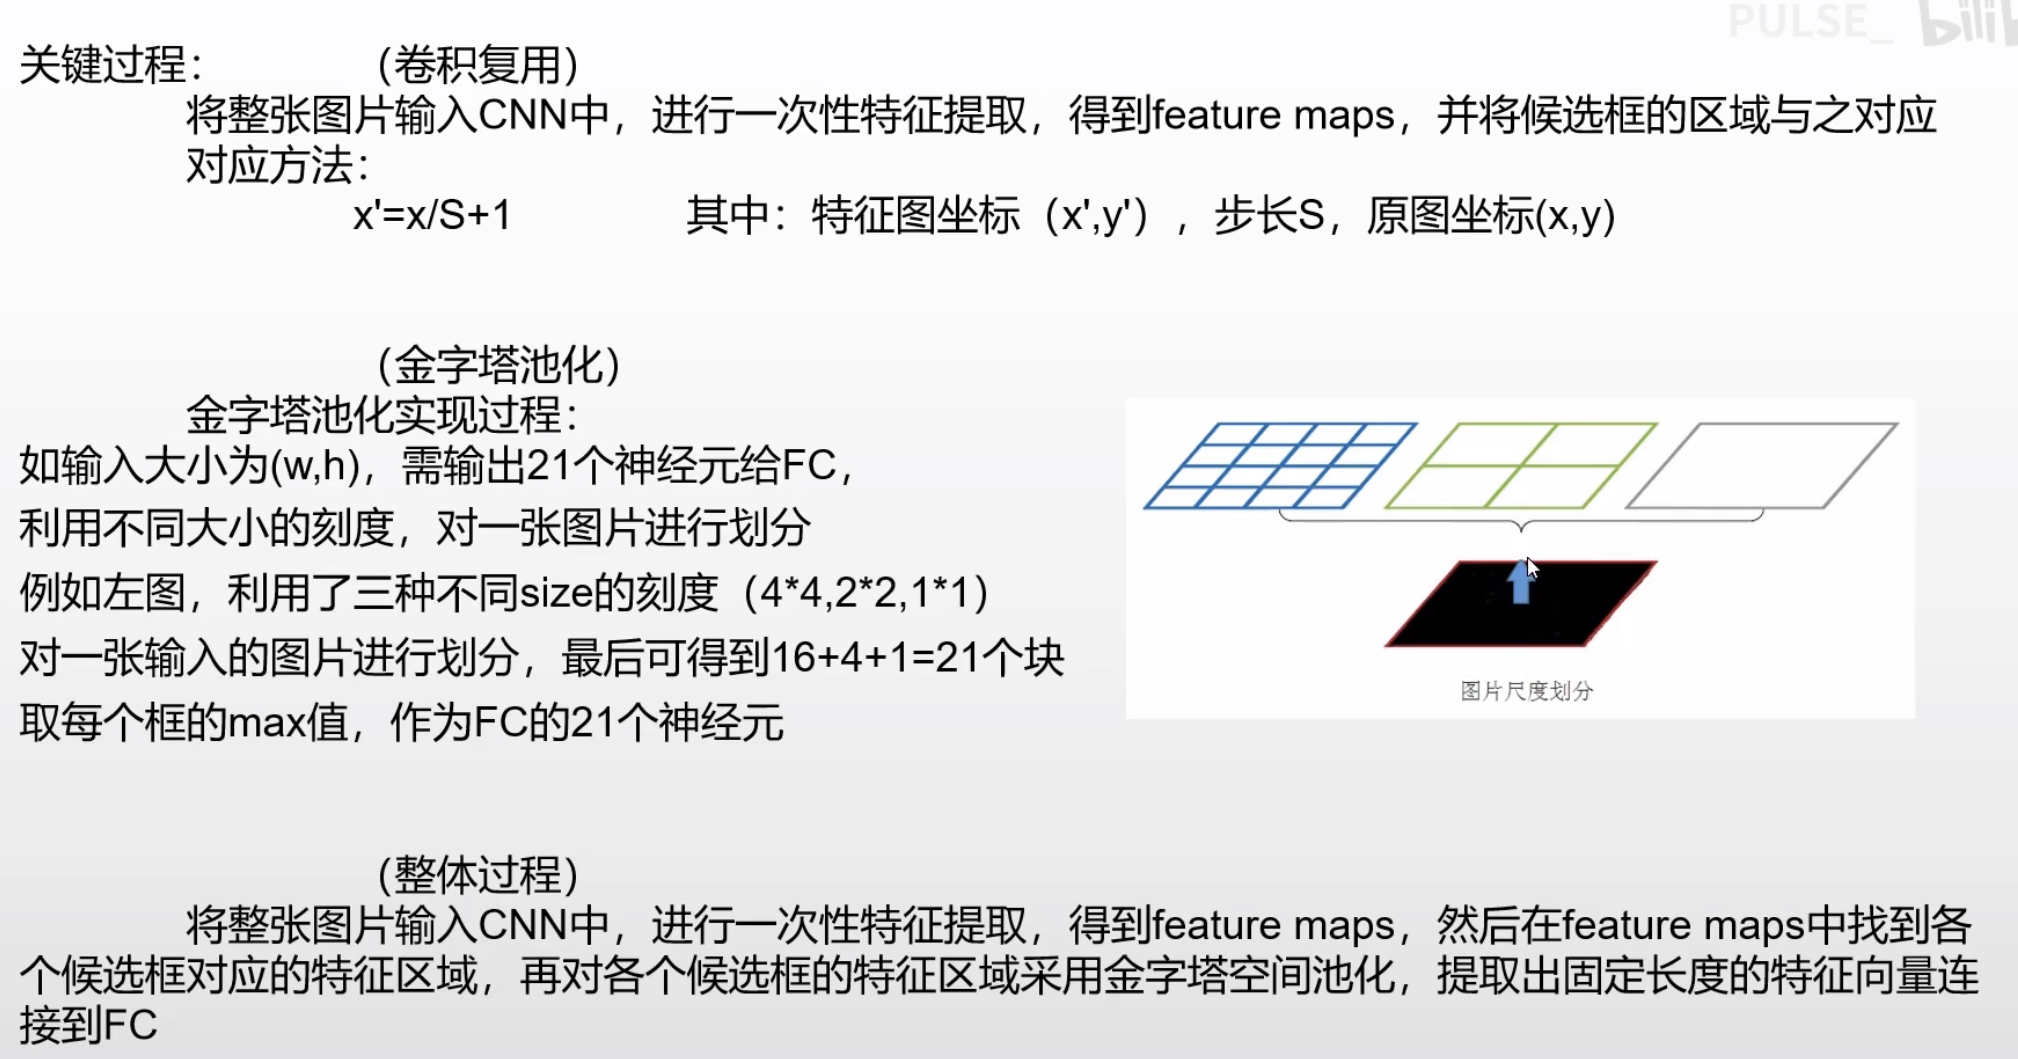 PULSE_ bilib
关键过程： （卷积复用）
将整张图片输入CNN中，进行一次性特征提取，得到feature maps，并将候选框的区域与之对应
对应方法：
x'=x/S+1 其中：特征图坐标（x',y'），步长S，原图坐标(x,y)
（金字塔池化）
金字塔池化实现过程：
如输入大小为(w,h)，需输出21个神经元给FC，
利用不同大小的刻度，对一张图片进行划分
例如左图，利用了三种不同size的刻度（4*4,2*2,1*1）
对一张输入的图片进行划分，最后可得到16+4+1=21个块
取每个框的max值，作为FC的21个神经元
图片尺度划分
（整体过程）
将整张图片输入CNN中，进行一次性特征提取，得到feature maps，然后在feature maps中找到各
个候选框对应的特征区域，再对各个候选框的特征区域采用金字塔空间池化，提取出固定长度的特征向量连
接到FC